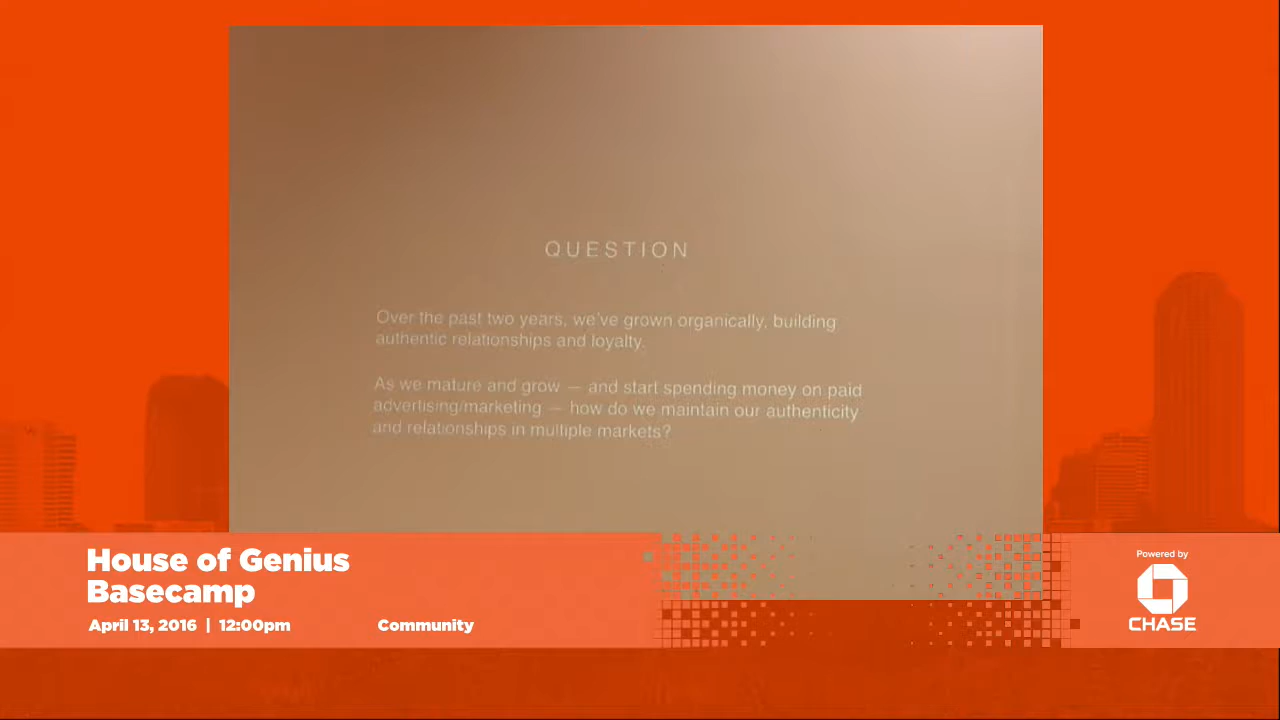 QUESTION
Over the past two years, we've grown organically, building
authentic relationships and loyalty.
As we mature and grow — and start spending money on paid
advertising/marketing — how do we maintain our authenticity
and relationships in multiple markets?
House of Genius
Basecamp
April 13, 2016 | 12:00pm
Community
Powered by
CHASE